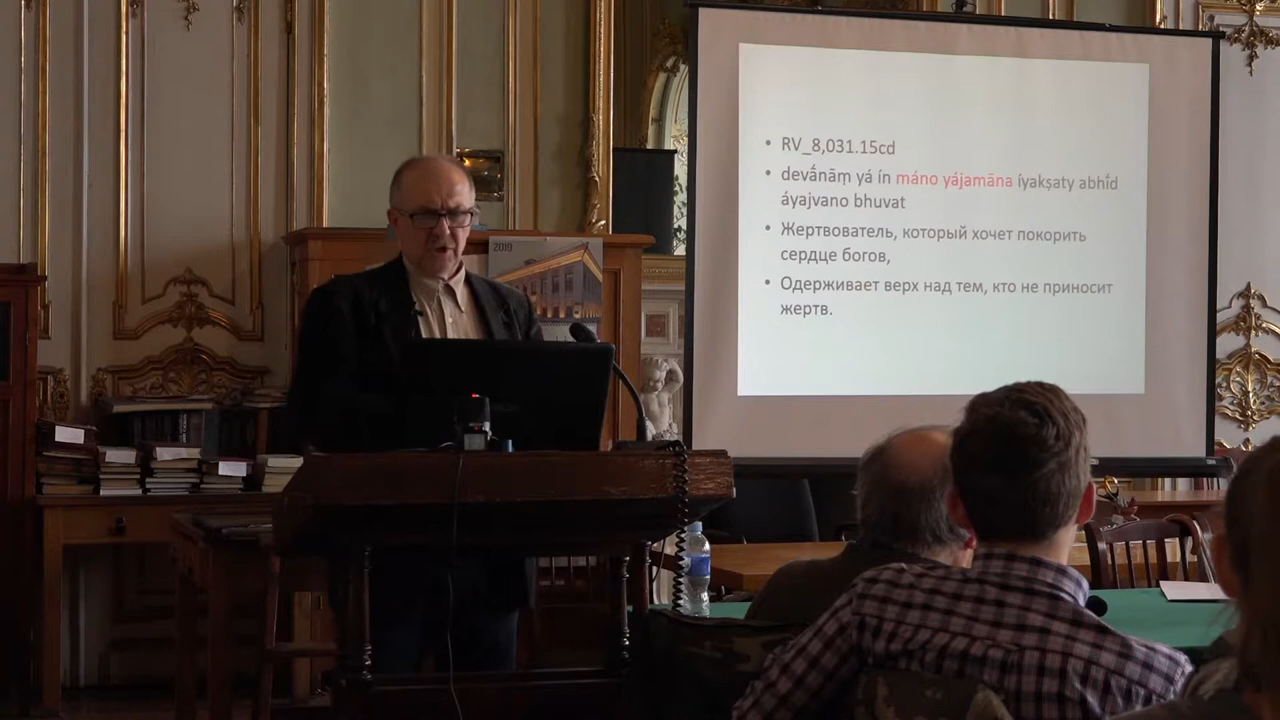 2019
• RV_8,031.15cd
• devā́nāṃ yá ín máno yájamāna íyakṣaty abhī́d
áyajvano bhuvat
• Жертвователь, который хочет покорить
сердце богов,
• Одерживает верх над тем, кто не приносит
жертв.